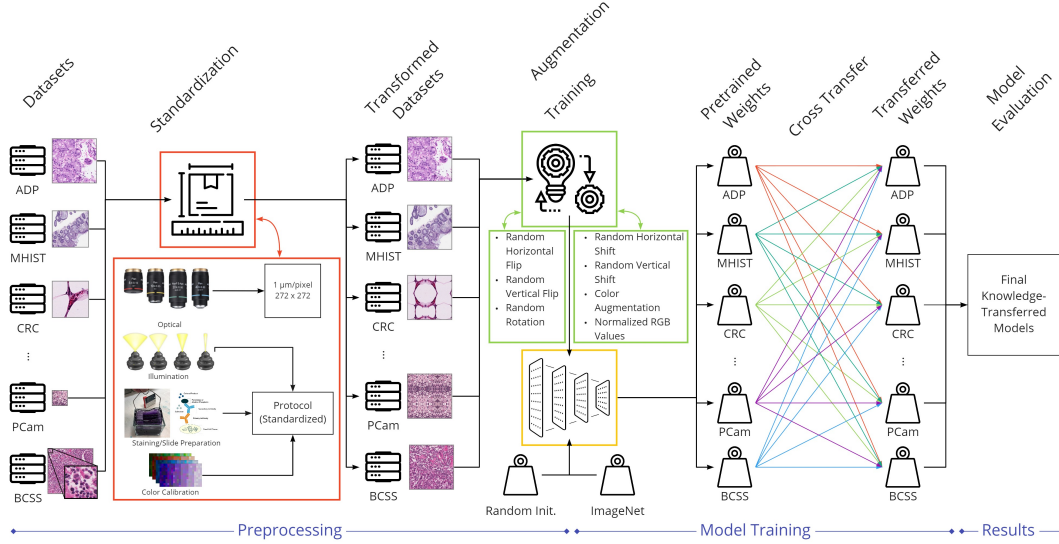 Datasets
Standardization
Transformed
Datasets
Augmentation
Training
Pretrained
Weights
Cross Transfer
Transferred
Weights
Model
Evaluation
ADP
MHIST
CRC
...
PCam
BCSS
Optical
1 μm/pixel
272 x 272
Illumination
Staining/Slide Preparation
Protocol
(Standardized)
Color Calibration
ADP
MHIST
CRC
...
PCam
BCSS
• Random
Horizontal
Flip
• Random
Vertical Flip
• Random
Rotation
• Random Horizontal
Shift
• Random Vertical
Shift
• Color
Augmentation
• Normalized RGB
Values
Random Init.
ImageNet
ADP
MHIST
CRC
...
PCam
BCSS
ADP
MHIST
CRC
...
PCam
BCSS
Final
Knowledge-
Transferred
Models
Preprocessing
Model Training
Results